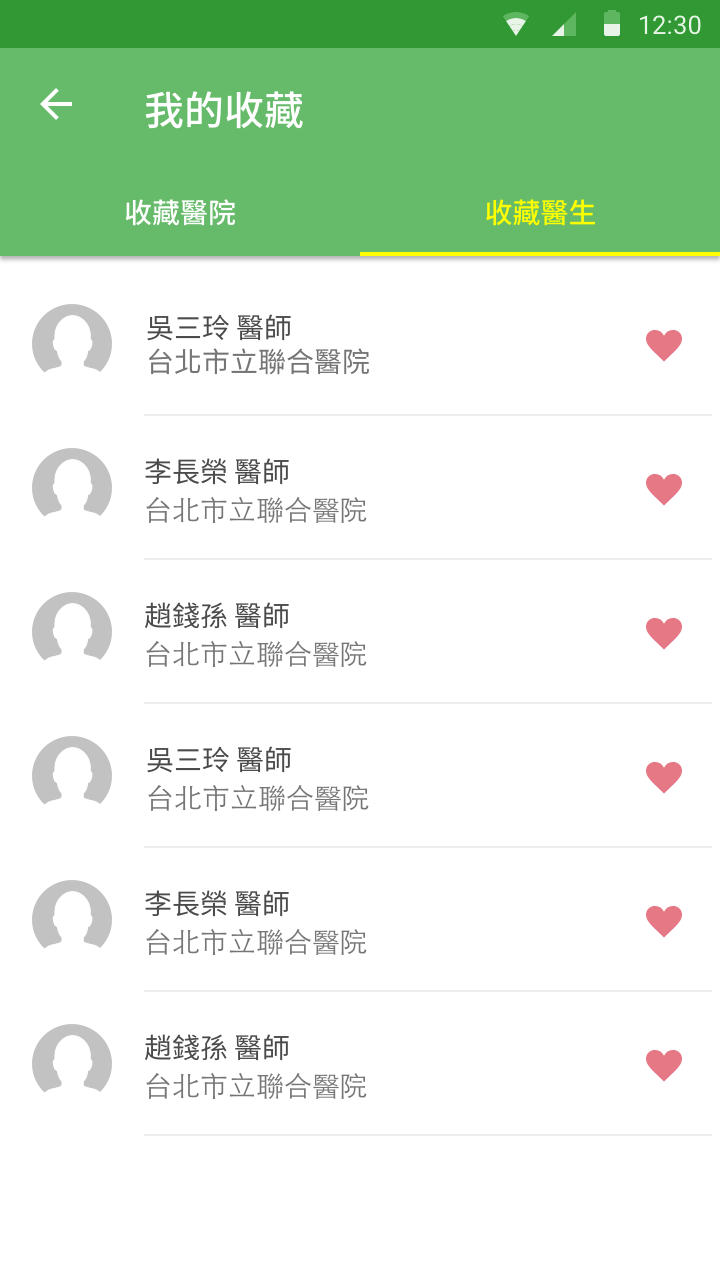 12:30
我的收藏
收藏醫院 收藏醫生
吳三玲 醫師
台北市立聯合醫院
李長榮 醫師
台北市立聯合醫院
趙錢孫 醫師
台北市立聯合醫院
吳三玲 醫師
台北市立聯合醫院
李長榮 醫師
台北市立聯合醫院
趙錢孫 醫師
台北市立聯合醫院